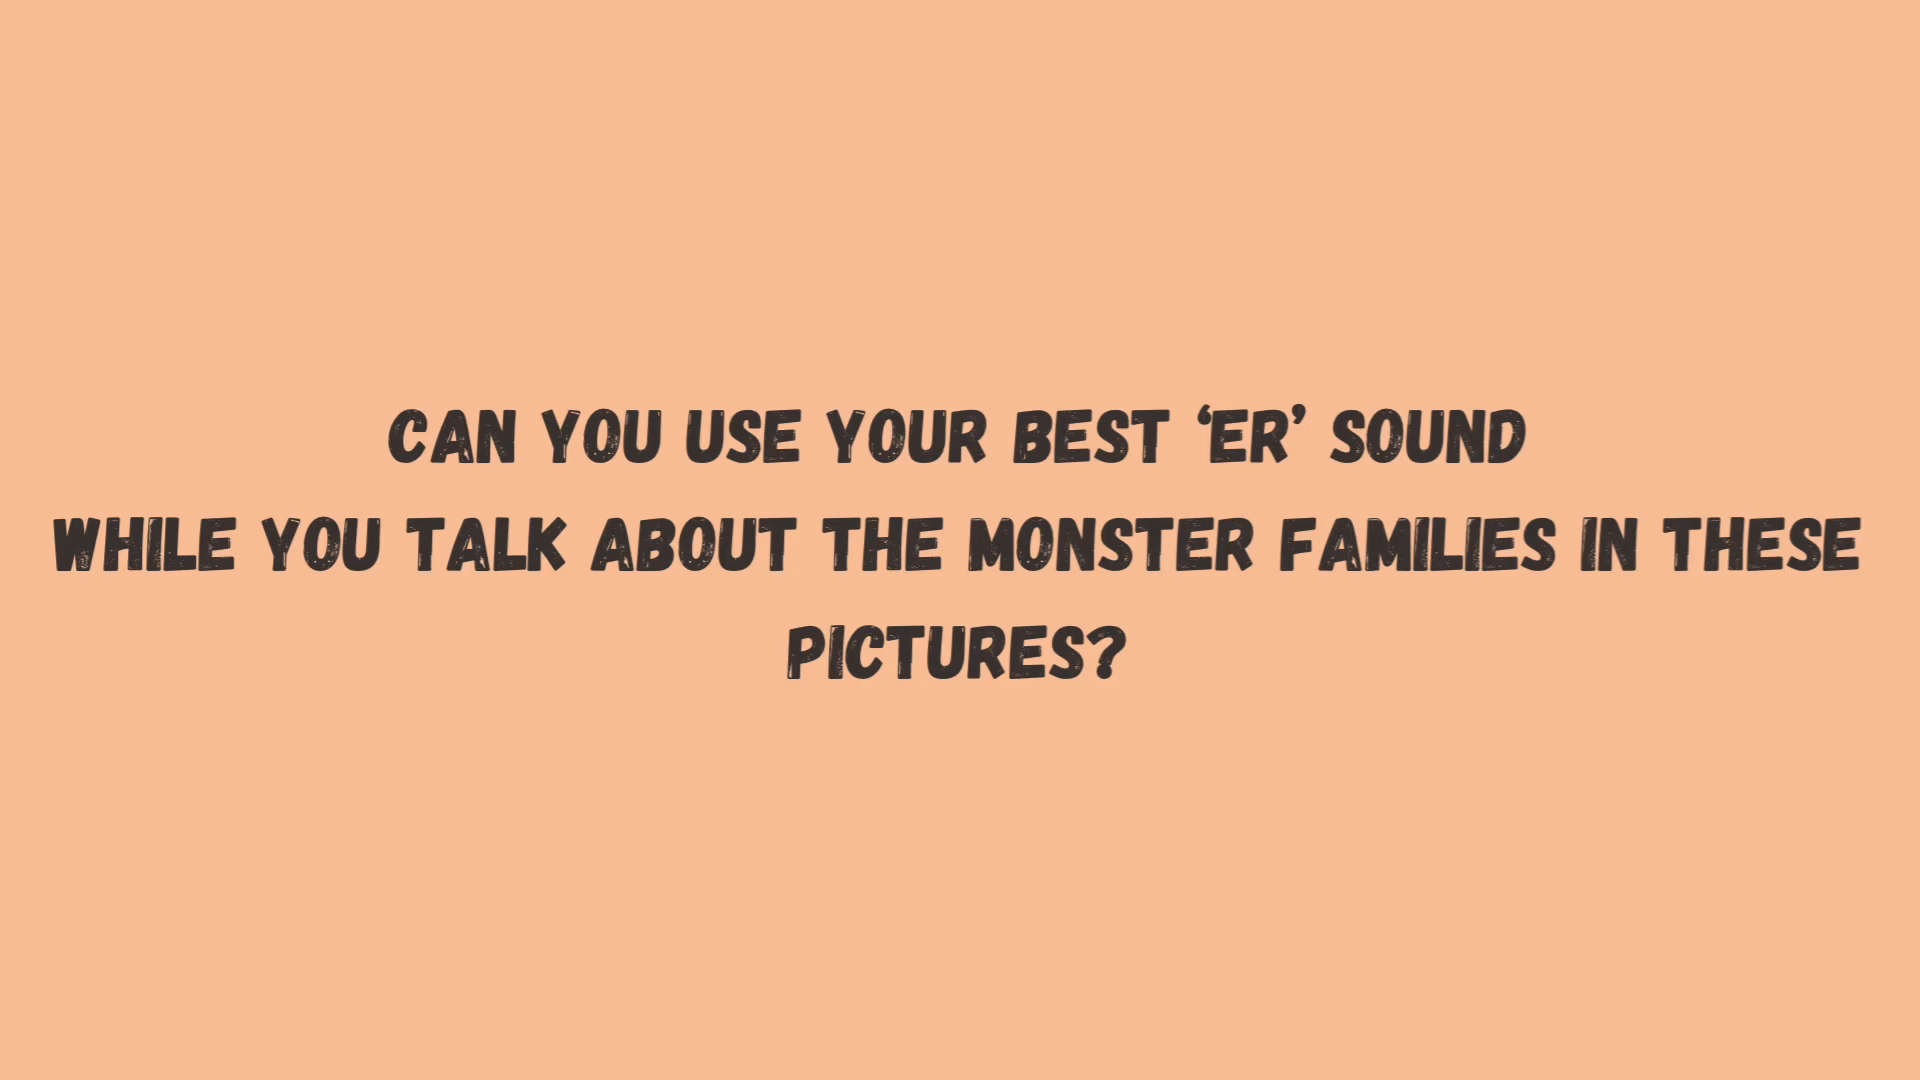 CAN YOU USE YOUR BEST ‘ER’ SOUND
WHILE YOU TALK ABOUT THE MONSTER FAMILIES IN THESE
PICTURES?